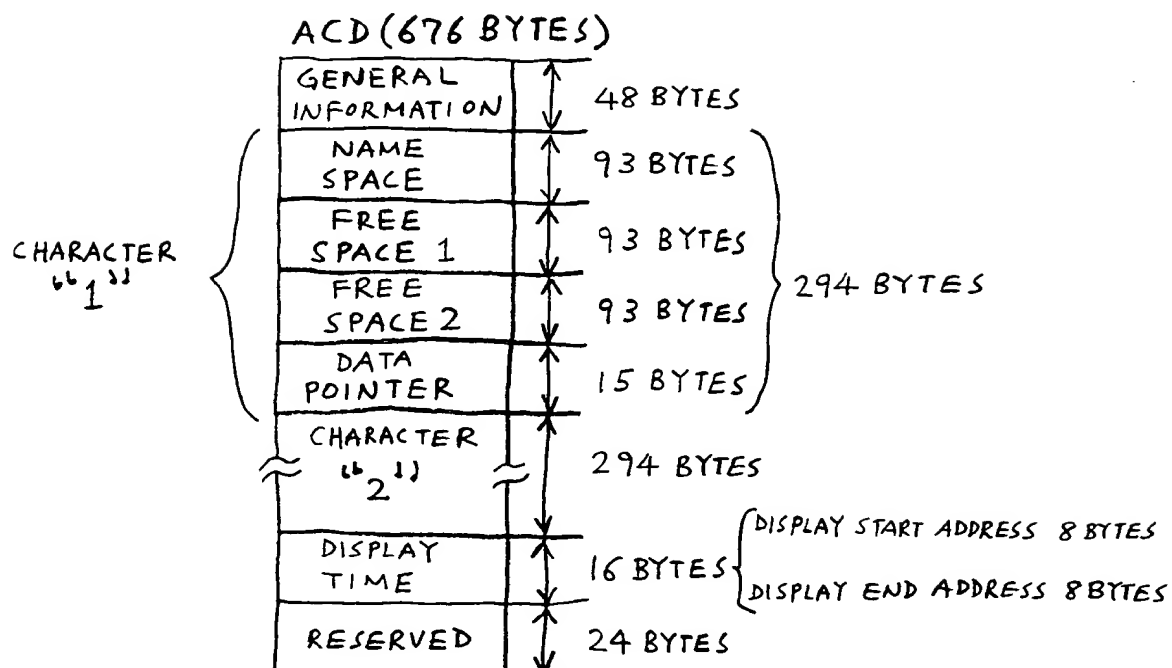 ACD (676 BYTES)
GENERAL
INFORMATION
48 BYTES
NAME
SPACE
93 BYTES
FREE
SPACE 1
93 BYTES
FREE
SPACE 2
93 BYTES
DATA
POINTER
15 BYTES
CHARACTER
“1”
294 BYTES
CHARACTER
“2”
294 BYTES
DISPLAY
TIME
16 BYTES
DISPLAY START ADDRESS 8 BYTES
DISPLAY END ADDRESS 8 BYTES
RESERVED
24 BYTES